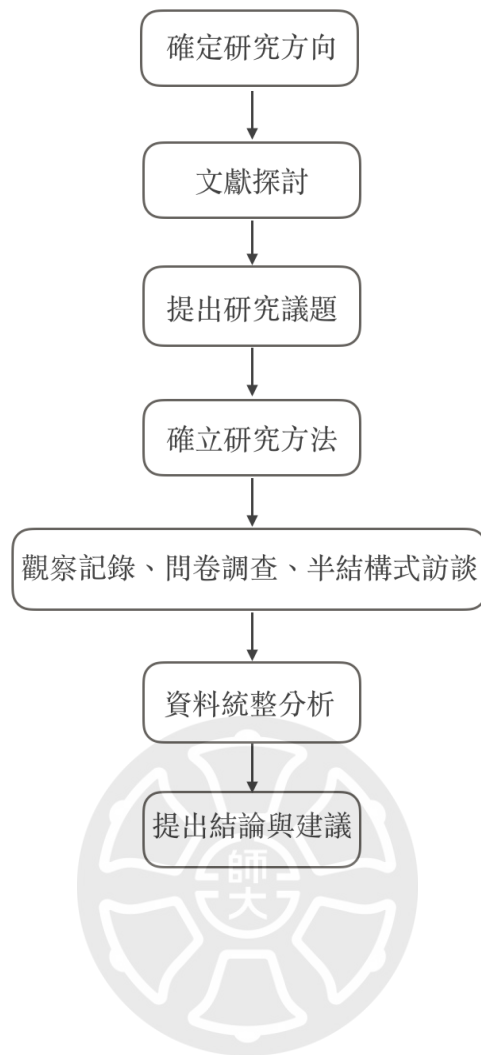 確定研究方向
文獻探討
提出研究議題
確立研究方法
觀察記錄、問卷調查、半結構式訪談
資料統整分析
提出結論與建議
師大